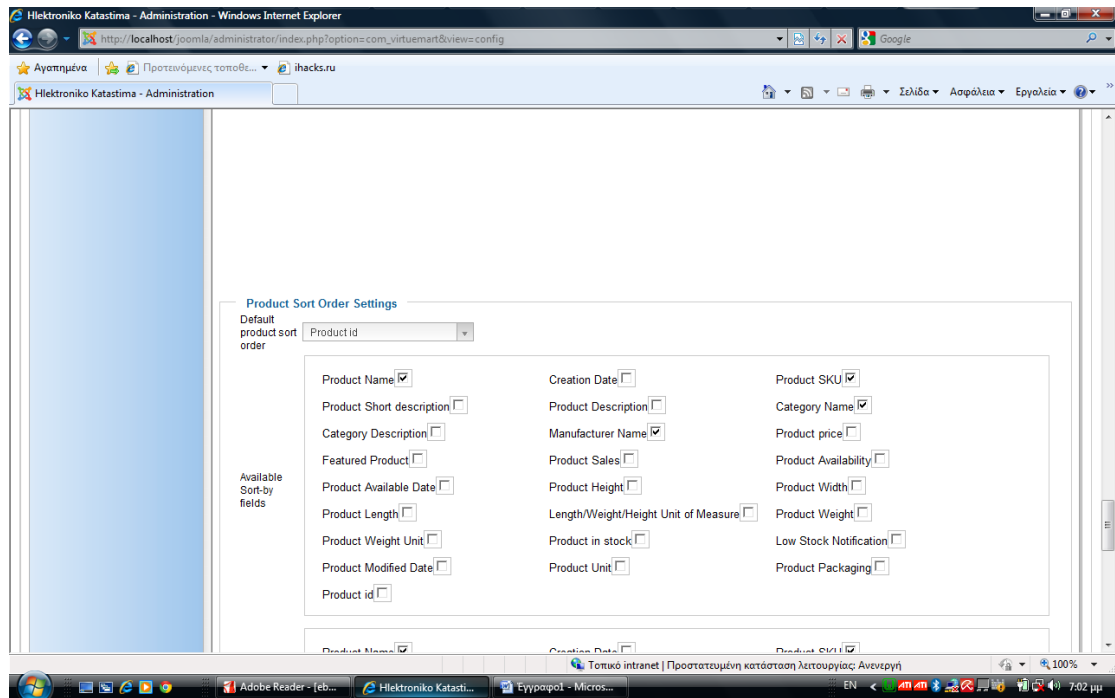 Hlektroniko Katastima - Administration - Windows Internet Explorer
http://localhost/joomla/administrator/index.php?option=com_virtuemart&view=config
Google
Αγαπημένα Προτεινόμενες τοποθε... ihacks.ru
Hlektroniko Katastima - Administration
Σελίδα Ασφάλεια Εργαλεία
Product Sort Order Settings
Default product sort order
Product id
Available Sort-by fields
Product Name Creation Date Product SKU
Product Short description Product Description Category Name
Category Description Manufacturer Name Product price
Featured Product Product Sales Product Availability
Product Available Date Product Height Product Width
Product Length Length/Weight/Height Unit of Measure Product Weight
Product Weight Unit Product in stock Low Stock Notification
Product Modified Date Product Unit Product Packaging
Product id
Product Name Creation Date Product SKU
Τοπικό intranet | Προστατευμένη κατάσταση λειτουργίας: Ανενεργή 100%
Adobe Reader - [eb... Hlektroniko Katasti... Έγγραφο1 - Micros... EN 7:02 μμ